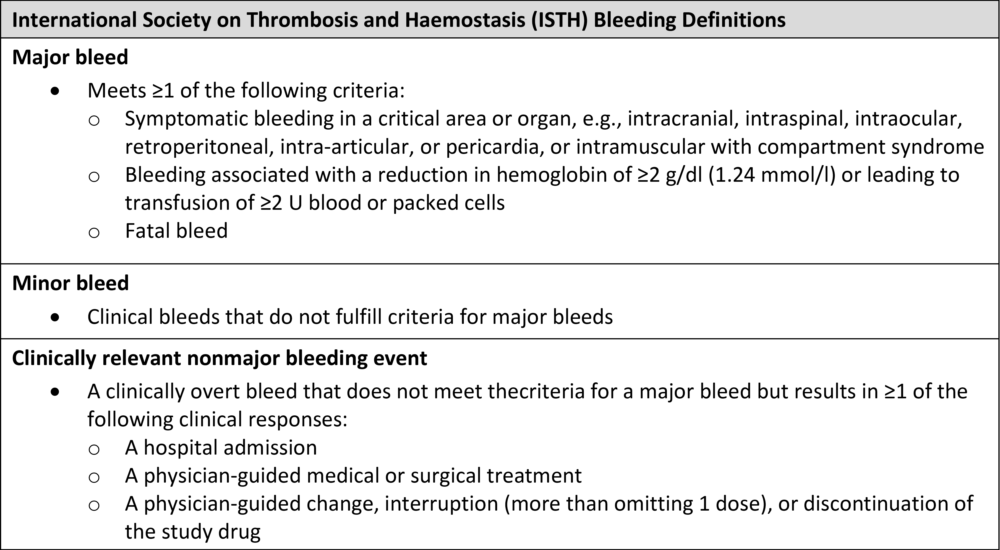 International Society on Thrombosis and Haemostasis (ISTH) Bleeding Definitions
Major bleed
• Meets ≥1 of the following criteria:
o Symptomatic bleeding in a critical area or organ, e.g., intracranial, intraspinal, intraocular,
retroperitoneal, intra-articular, or pericardia, or intramuscular with compartment syndrome
o Bleeding associated with a reduction in hemoglobin of ≥2 g/dl (1.24 mmol/l) or leading to
transfusion of ≥2 U blood or packed cells
o Fatal bleed
Minor bleed
• Clinical bleeds that do not fulfill criteria for major bleeds
Clinically relevant nonmajor bleeding event
• A clinically overt bleed that does not meet thecriteria for a major bleed but results in ≥1 of the
following clinical responses:
o A hospital admission
o A physician-guided medical or surgical treatment
o A physician-guided change, interruption (more than omitting 1 dose), or discontinuation of
the study drug